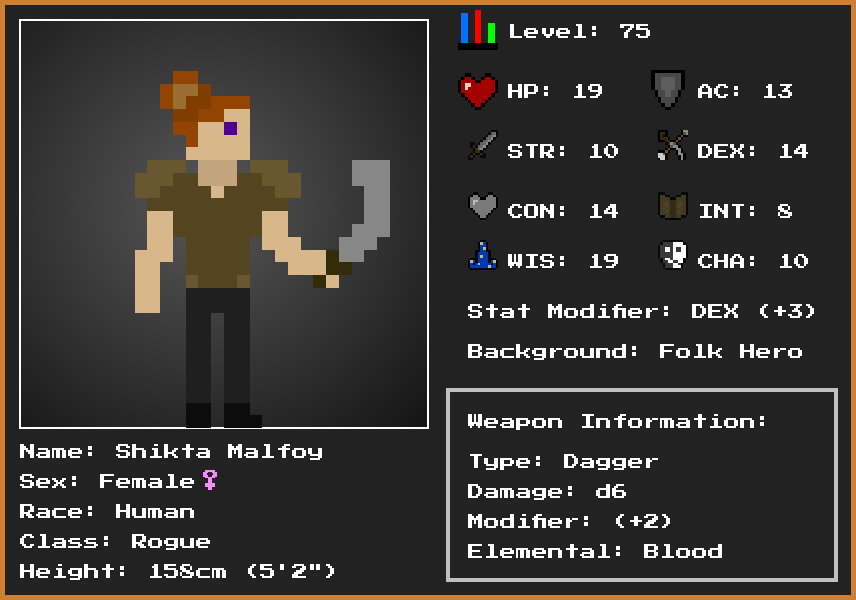 Level: 75
HP: 19 AC: 13
STR: 10 DEX: 14
CON: 14 INT: 8
WIS: 19 CHA: 10
Stat Modifier: DEX (+3)
Background: Folk Hero
Weapon Information:
Type: Dagger
Damage: d6
Modifier: (+2)
Elemental: Blood
Name: Shikta Malfoy
Sex: Female♀
Race: Human
Class: Rogue
Height: 158cm (5'2")